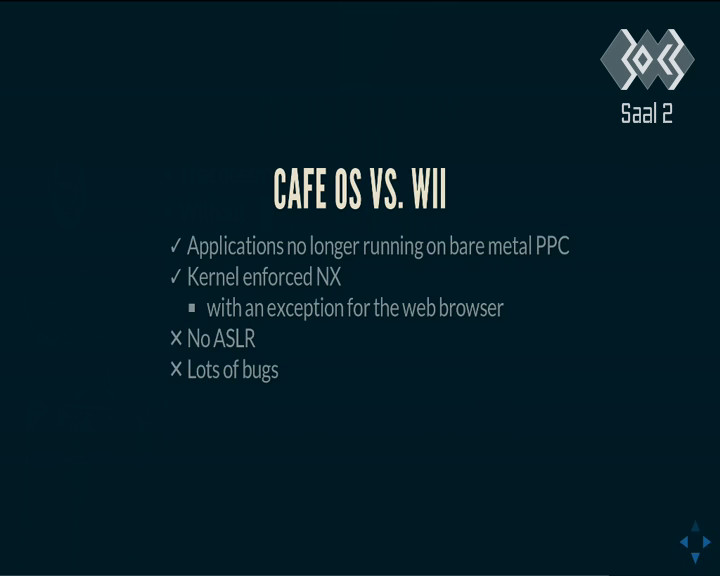 Saal 2
CAFE OS VS. WII
✓ Applications no longer running on bare metal PPC
✓ Kernel enforced NX
▪ with an exception for the web browser
✕ No ASLR
✕ Lots of bugs